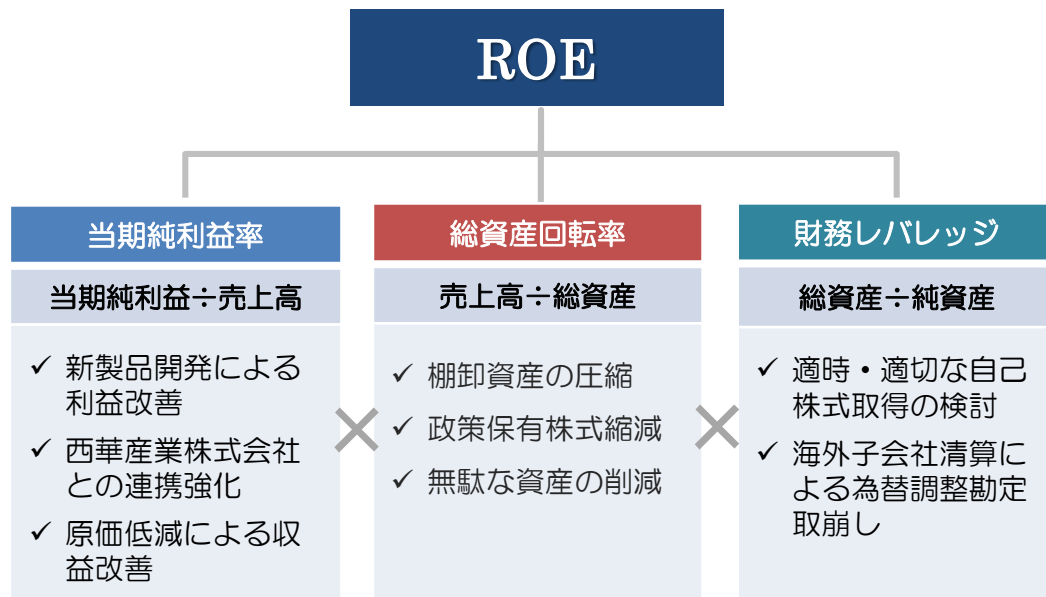 ROE
当期純利益率
当期純利益÷売上高
✓ 新製品開発による
利益改善
✓ 西華産業株式会社
との連携強化
✓ 原価低減による収
益改善
×
総資産回転率
売上高÷総資産
✓ 棚卸資産の圧縮
✓ 政策保有株式縮減
✓ 無駄な資産の削減
×
財務レバレッジ
総資産÷純資産
✓ 適時・適切な自己
株式取得の検討
✓ 海外子会社清算に
よる為替調整勘定
取崩し